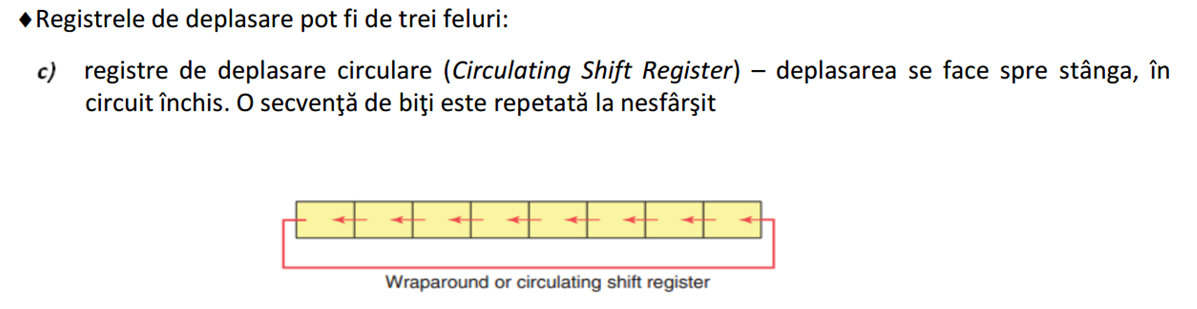 ♦Registrele de deplasare pot fi de trei feluri:
c) registre de deplasare circulare (Circulating Shift Register) – deplasarea se face spre stânga, în
circuit închis. O secvenţă de biţi este repetată la nesfârşit
Wraparound or circulating shift register